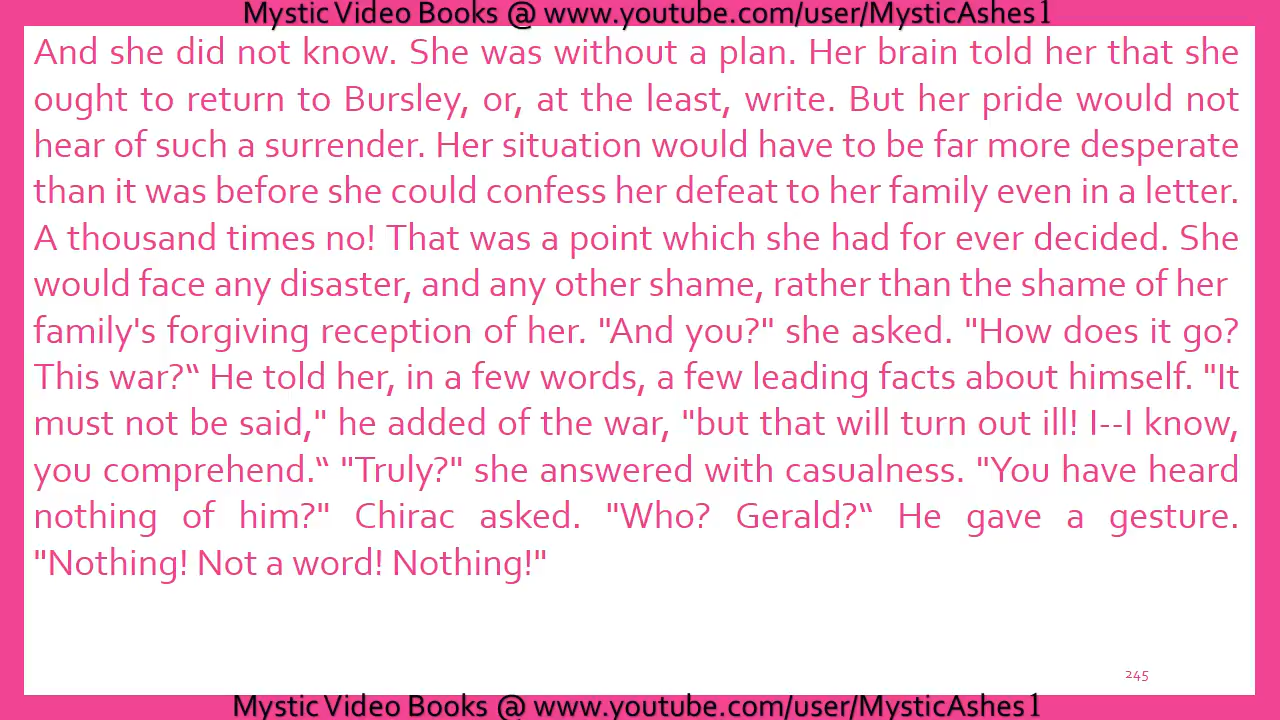 Mystic Video Books @ www.youtube.com/user/MysticAshes1
And she did not know. She was without a plan. Her brain told her that she
ought to return to Bursley, or, at the least, write. But her pride would not
hear of such a surrender. Her situation would have to be far more desperate
than it was before she could confess her defeat to her family even in a letter.
A thousand times no! That was a point which she had for ever decided. She
would face any disaster, and any other shame, rather than the shame of her
family's forgiving reception of her. "And you?" she asked. "How does it go?
This war?“ He told her, in a few words, a few leading facts about himself. "It
must not be said," he added of the war, "but that will turn out ill! I--I know,
you comprehend.“ "Truly?" she answered with casualness. "You have heard
nothing of him?" Chirac asked. "Who? Gerald?“ He gave a gesture.
"Nothing! Not a word! Nothing!"
245
Mystic Video Books @ www.youtube.com/user/MysticAshes1